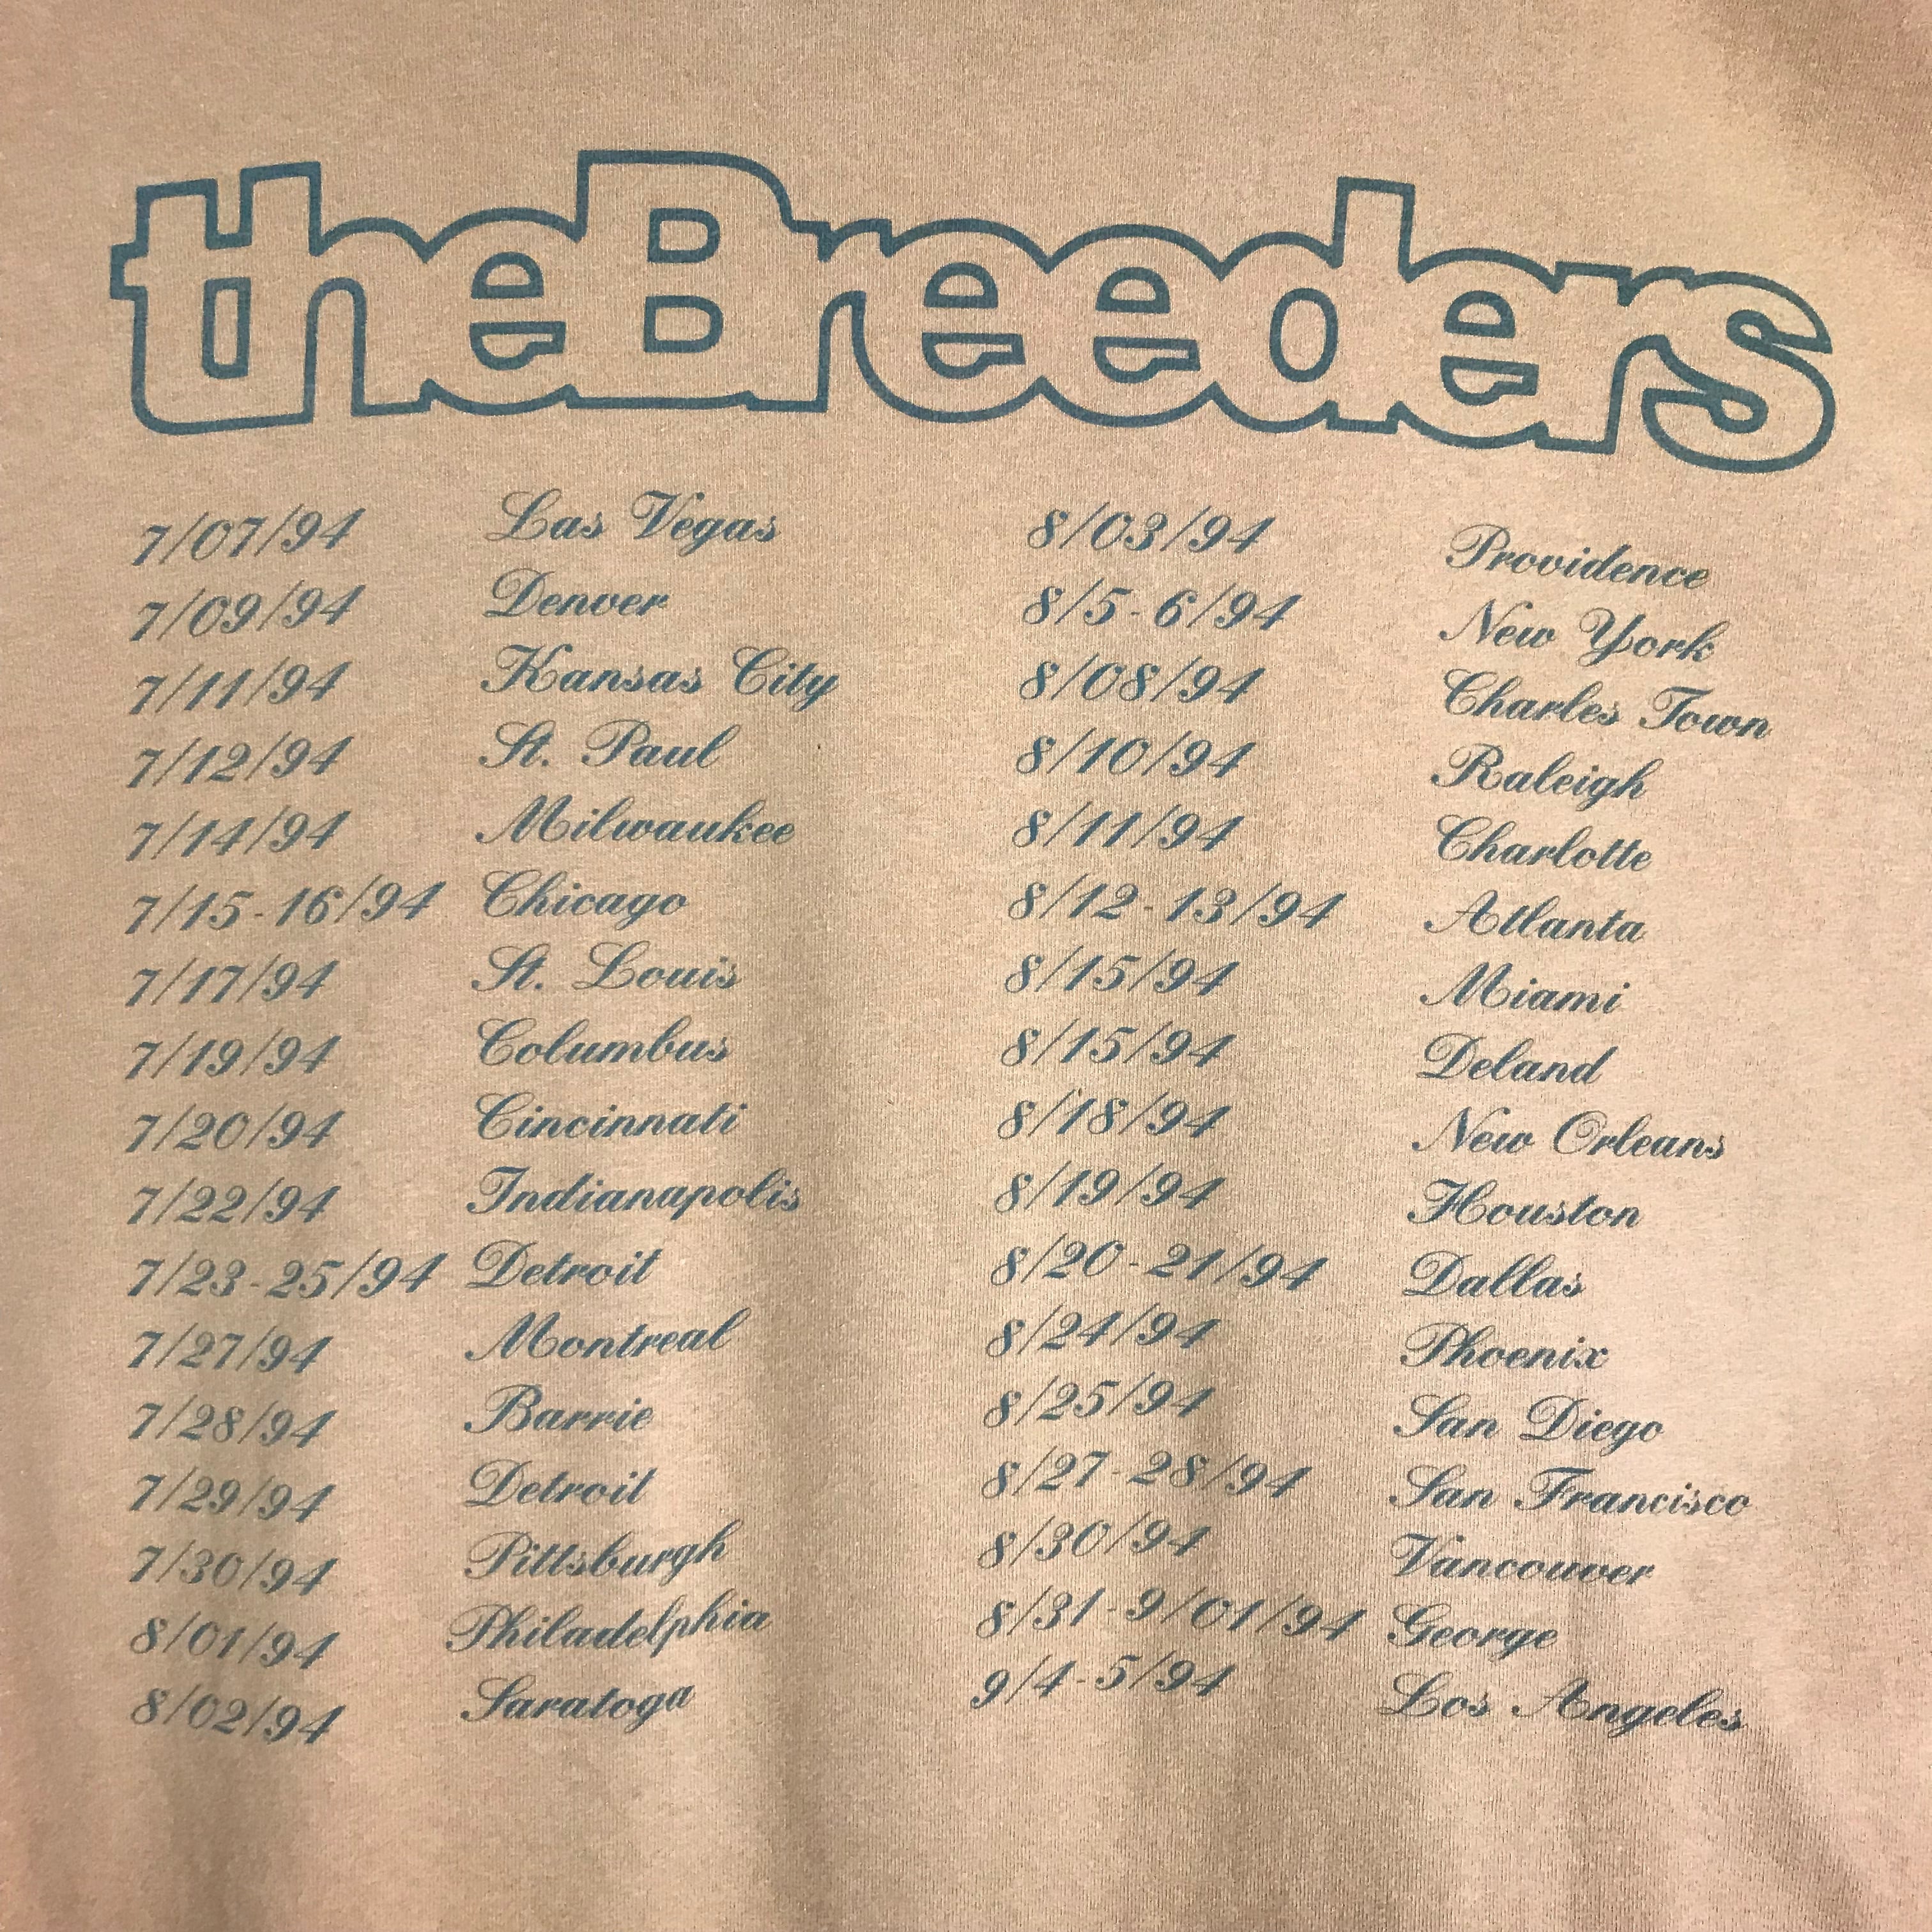 theBreeders
7/07/94 Las Vegas
7/09/94 Denver
7/11/94 Kansas City
7/12/94 St. Paul
7/14/94 Milwaukee
7/15-16/94 Chicago
7/17/94 St. Louis
7/19/94 Columbus
7/20/94 Cincinnati
7/22/94 Indianapolis
7/23-25/94 Detroit
7/27/94 Montreal
7/28/94 Barrie
7/29/94 Detroit
7/30/94 Pittsburgh
8/01/94 Philadelphia
8/02/94 Saratoga
8/03/94 Providence
8/5-6/94 New York
8/08/94 Charles Town
8/10/94 Raleigh
8/11/94 Charlotte
8/12-13/94 Atlanta
8/15/94 Miami
8/15/94 Deland
8/18/94 New Orleans
8/19/94 Houston
8/20-21/94 Dallas
8/24/94 Phoenix
8/25/94 San Diego
8/27-28/94 San Francisco
8/30/94 Vancouver
8/31-9/01/94 George
9/4-5/94 Los Angeles